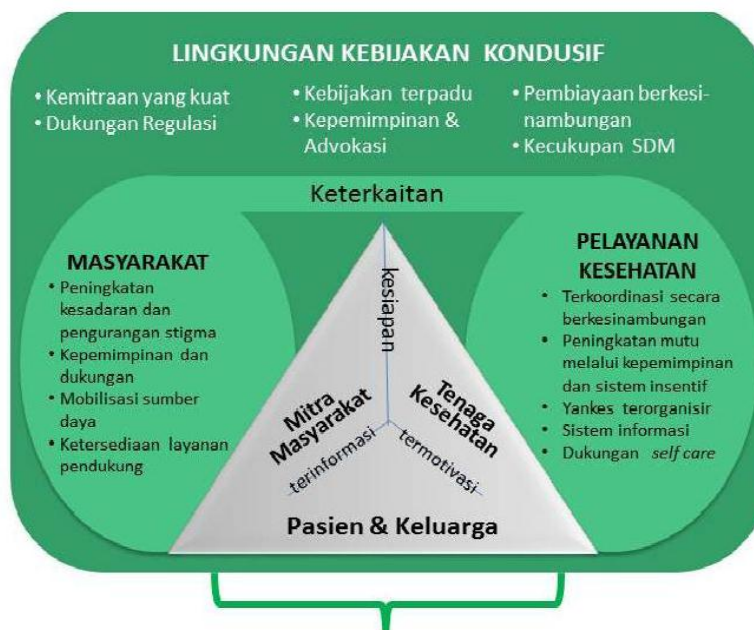 LINGKUNGAN KEBIJAKAN KONDUSIF
• Kemitraan yang kuat
• Dukungan Regulasi
• Kebijakan terpadu
• Kepemimpinan &
Advokasi
• Pembiayaan berkesi-
nambungan
• Kecukupan SDM
Keterkaitan
MASYARAKAT
• Peningkatan
kesadaran dan
pengurangan stigma
• Kepemimpinan dan
dukungan
• Mobilisasi sumber
daya
• Ketersediaan layanan
pendukung
kesiapan
Mitra
Masyarakat
terinformasi
Tenaga
Kesehatan
termotivasi
Pasien & Keluarga
PELAYANAN
KESEHATAN
• Terkoordinasi secara
berkesinambungan
• Peningkatan mutu
melalui kepemimpinan
dan sistem insentif
• Yankes terorganisir
• Sistem informasi
• Dukungan self care